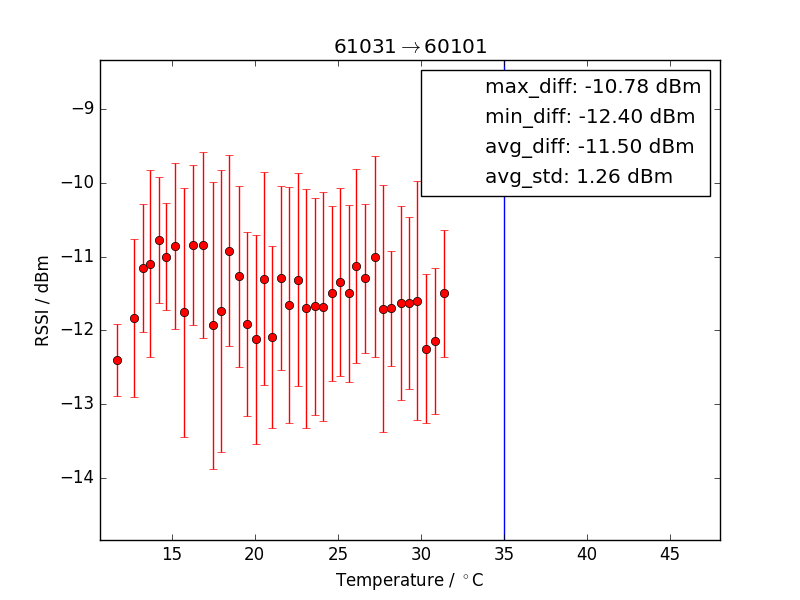 61031→60101
max_diff: -10.78 dBm
min_diff: -12.40 dBm
avg_diff: -11.50 dBm
avg_std: 1.26 dBm
RSSI / dBm
−9
−10
−11
−12
−13
−14
15 20 25 30 35 40 45
Temperature / °C